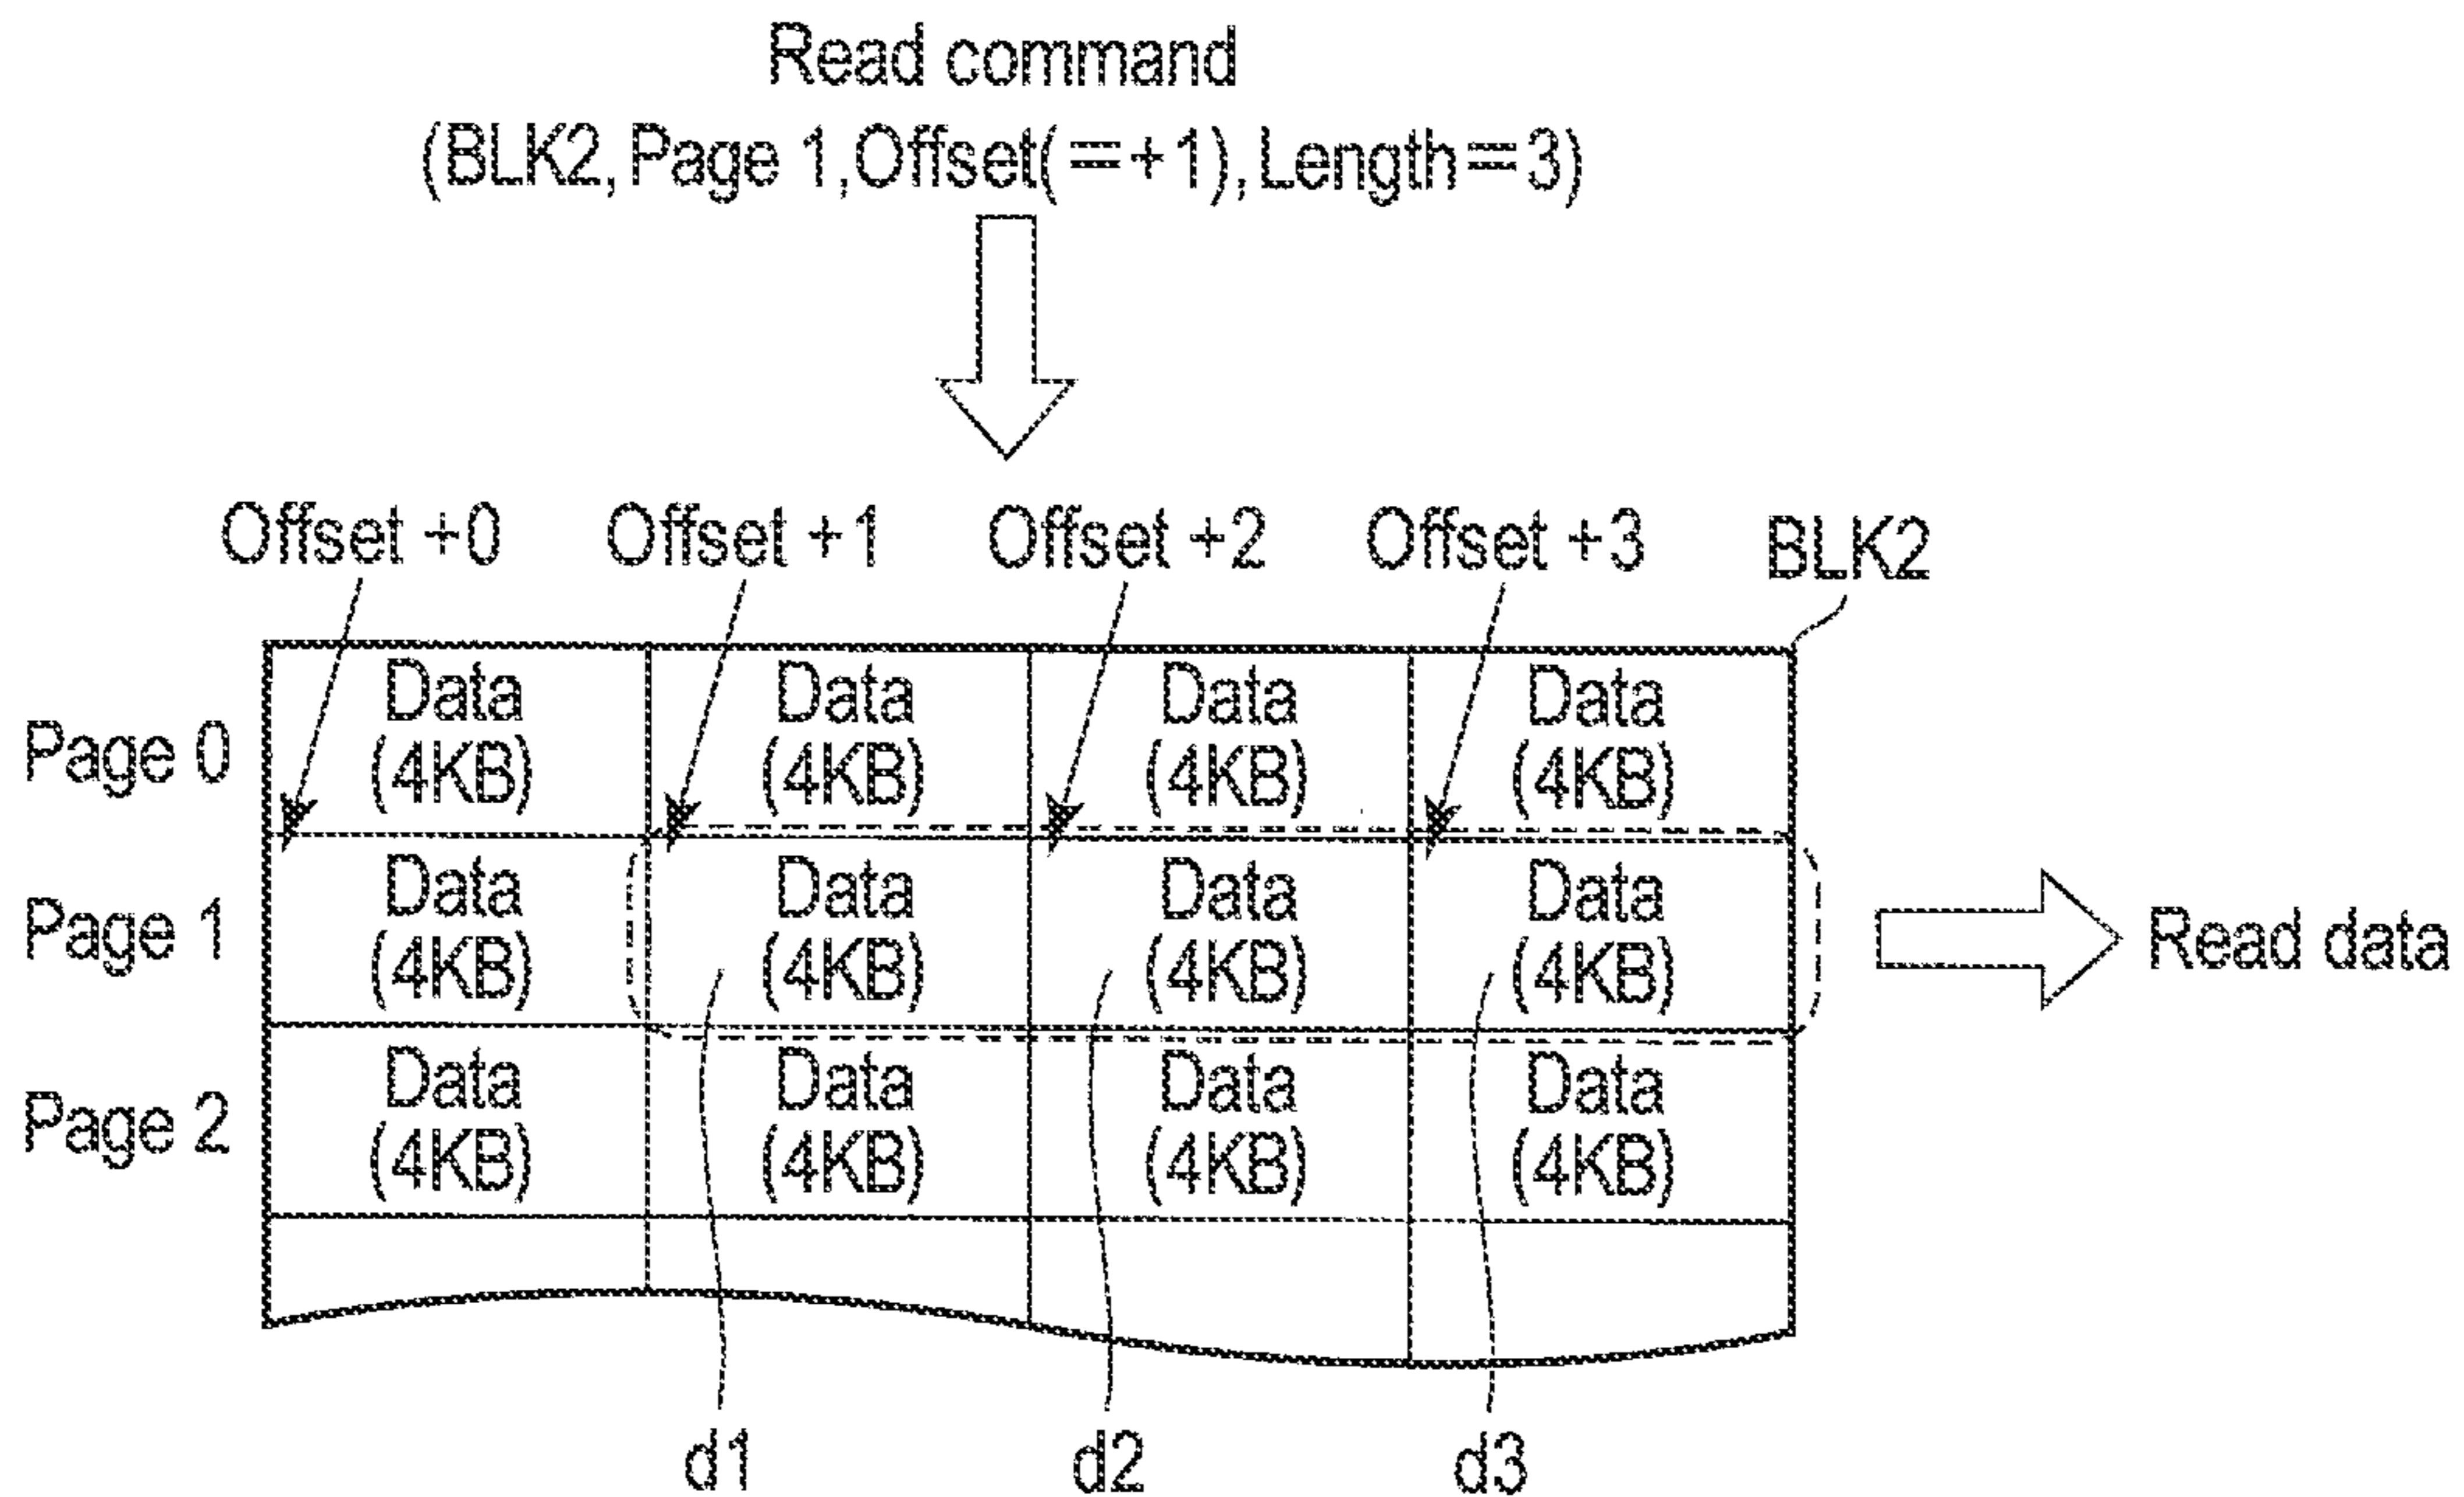 Read command
(BLK2, Page 1, Offset(=+1), Length=3)
Offset +0 Offset +1 Offset +2 Offset +3 BLK2
Data Data Data Data
Page 0 (4KB) (4KB) (4KB) (4KB)
Data Data Data Data
Page 1 (4KB) (4KB) (4KB) (4KB) Read data
Data Data Data Data
Page 2 (4KB) (4KB) (4KB) (4KB)
d1 d2 d3